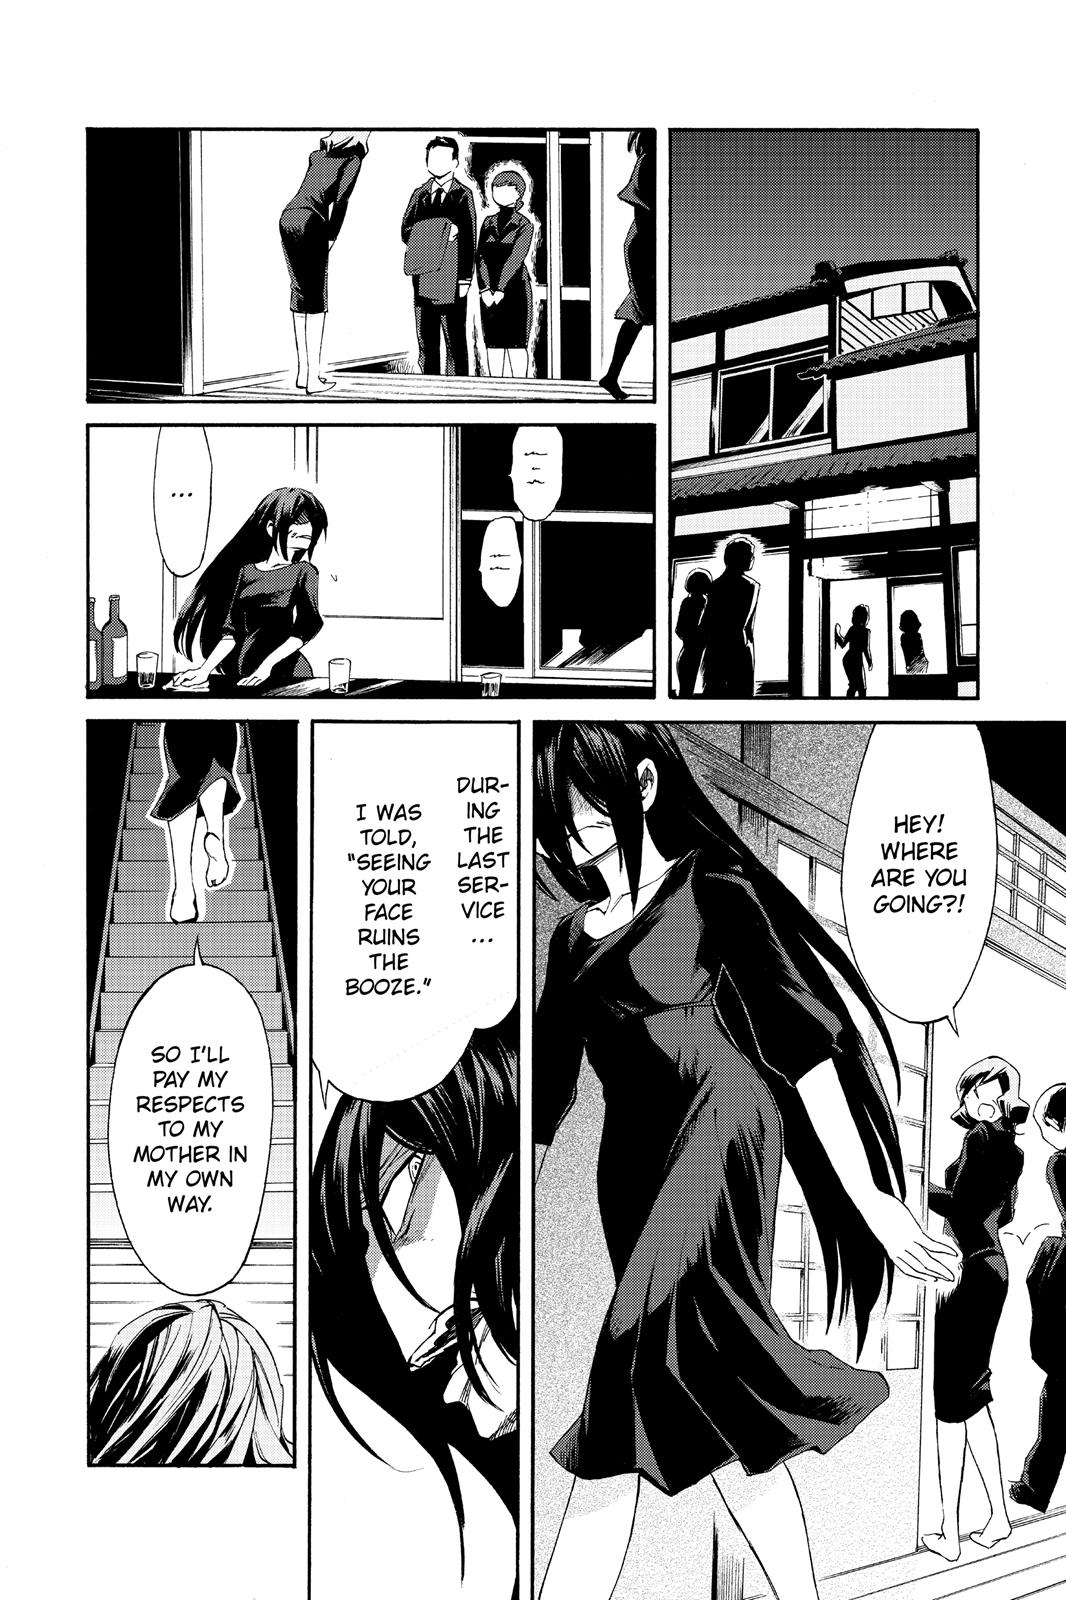 ...
HEY!
WHERE
ARE YOU
GOING?!
DUR-
ING
THE
LAST
SER-
VICE
...
I WAS
TOLD,
"SEEING
YOUR
FACE
RUINS
THE
BOOZE."
SO I'LL
PAY MY
RESPECTS
TO MY
MOTHER IN
MY OWN
WAY.